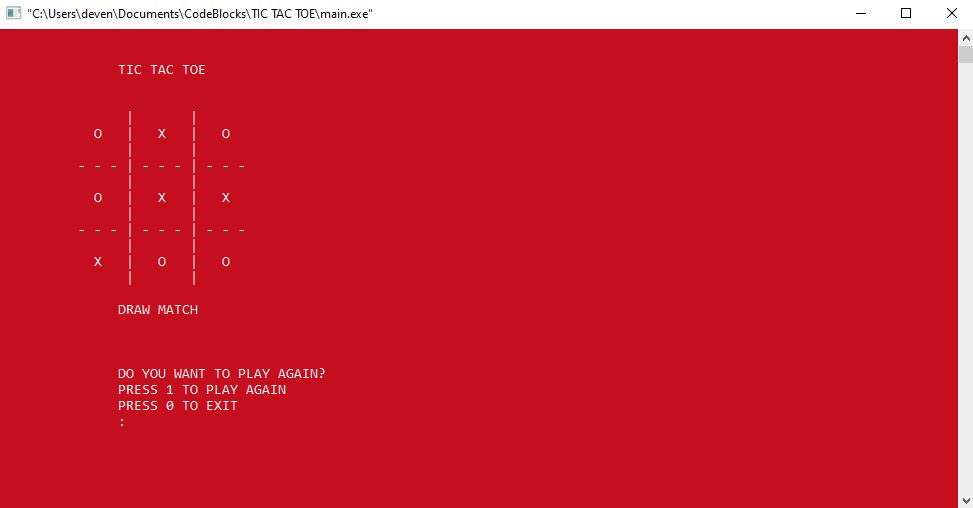 "C:\Users\deven\Documents\CodeBlocks\TIC TAC TOE\main.exe"
TIC TAC TOE
| |
O | X | O
| |
- - - | - - - | - - -
| |
O | X | X
| |
- - - | - - - | - - -
| |
X | O | O
| |
DRAW MATCH
DO YOU WANT TO PLAY AGAIN?
PRESS 1 TO PLAY AGAIN
PRESS 0 TO EXIT
: